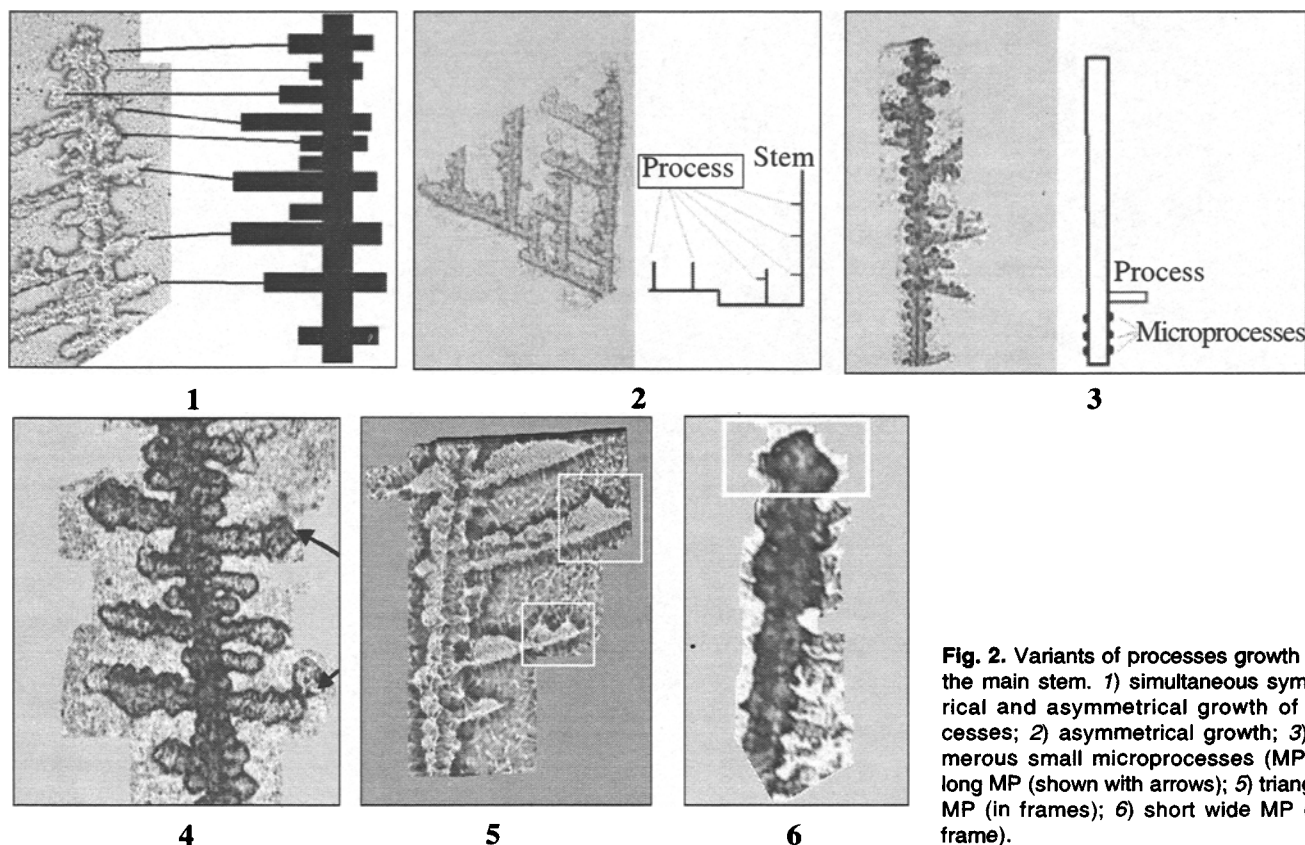 Process
Stem
Process
Microprocesses
1
2
3
4
5
6
Fig. 2. Variants of processes growth
the main stem. 1) simultaneous sym
rical and asymmetrical growth of
cesses; 2) asymmetrical growth; 3)
merous small microprocesses (MP
long MP (shown with arrows); 5) triang
MP (in frames); 6) short wide MP
frame).